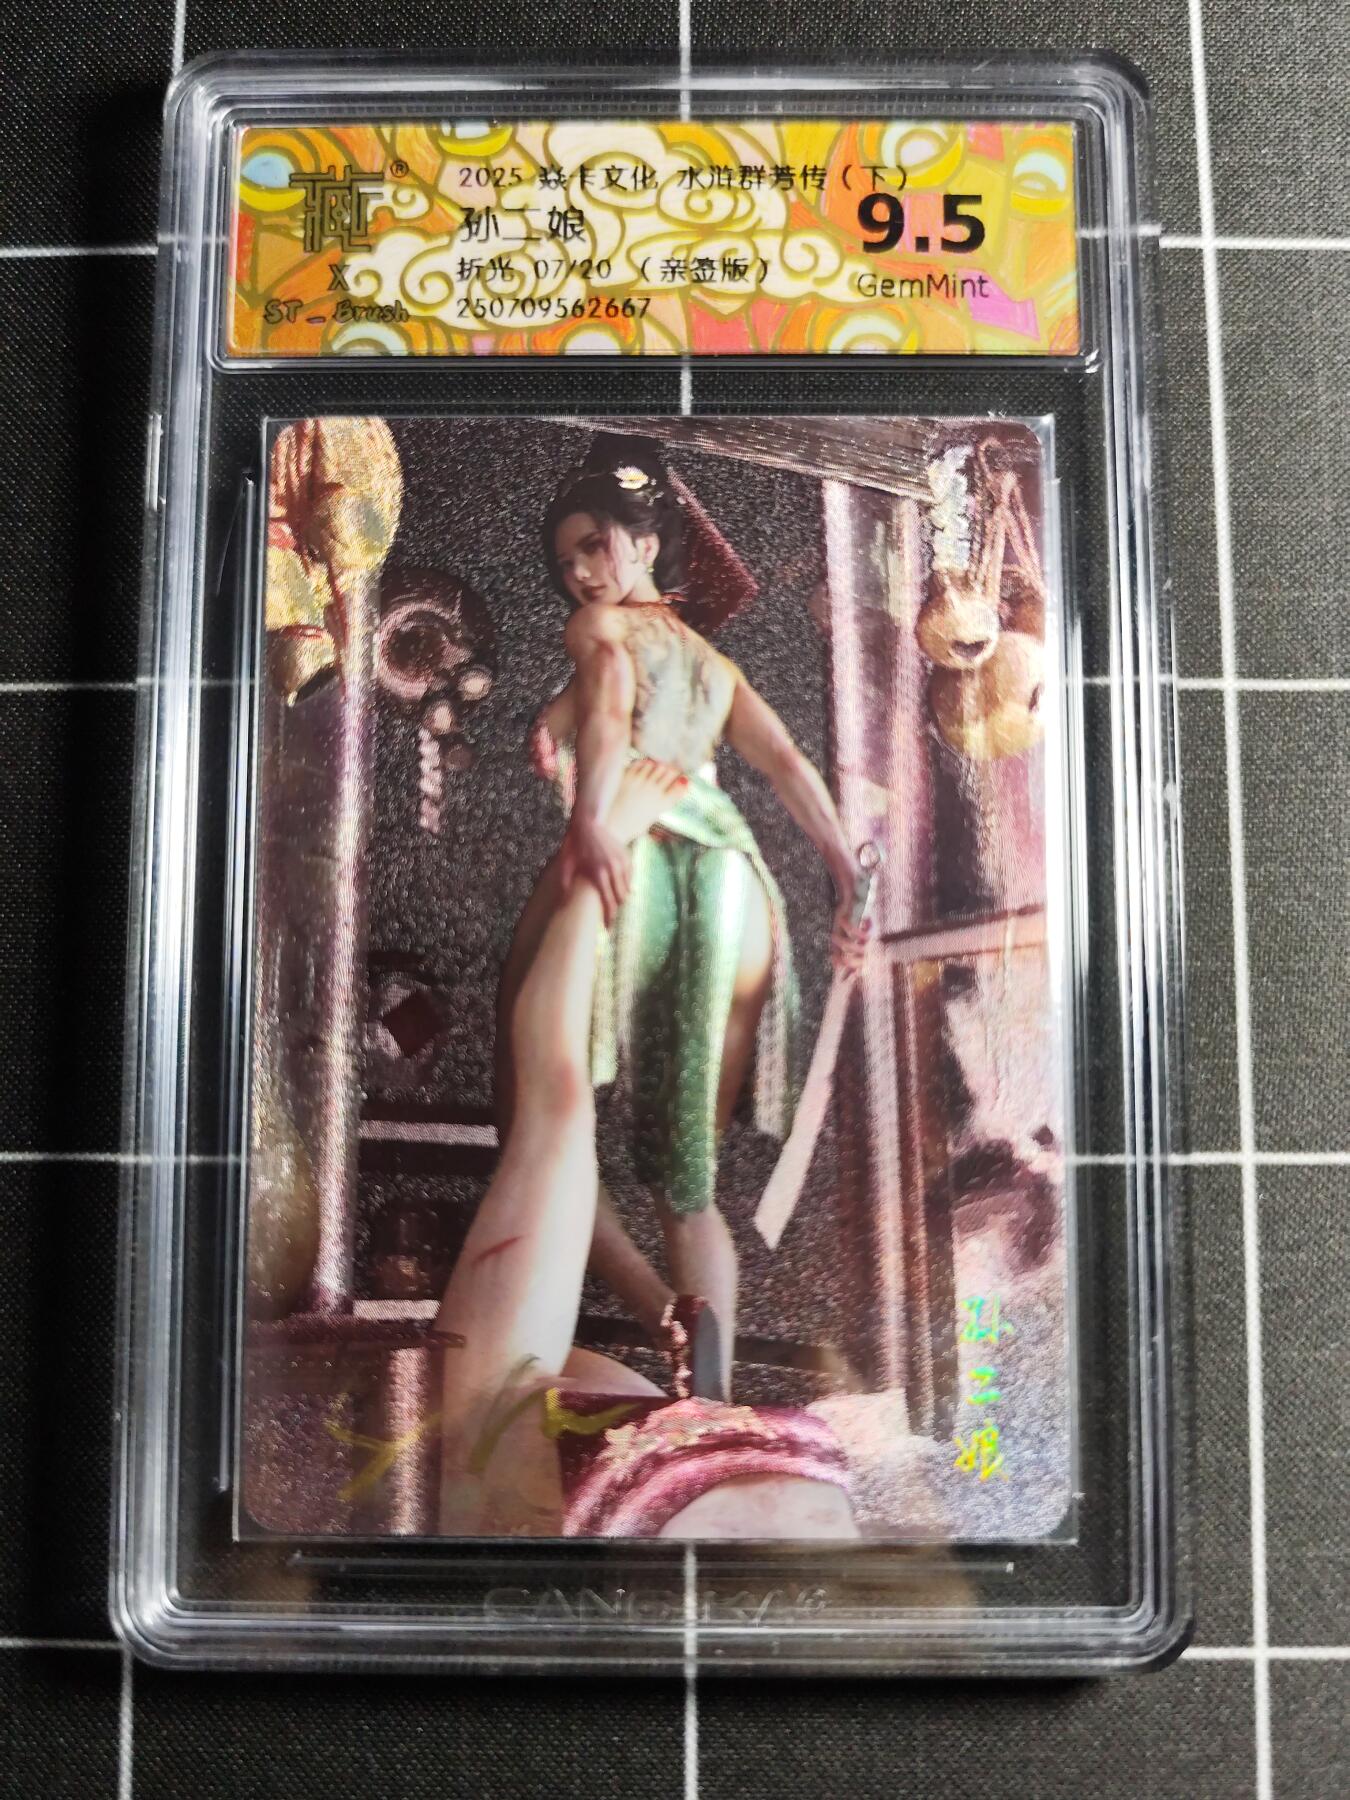 藏®
X
ST_Brush
2025 焱卡文化 水浒群芳传（下）
孙二娘
折光 07/20 （亲签版）
250709562667
9.5
GemMint
孙二娘